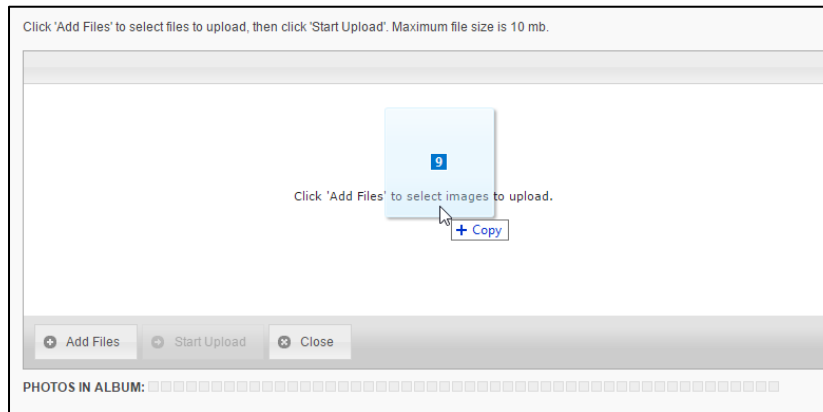 Click 'Add Files' to select files to upload, then click 'Start Upload'. Maximum file size is 10 mb.
9
Click 'Add Files' to select images to upload.
+ Copy
Add Files Start Upload Close
PHOTOS IN ALBUM: